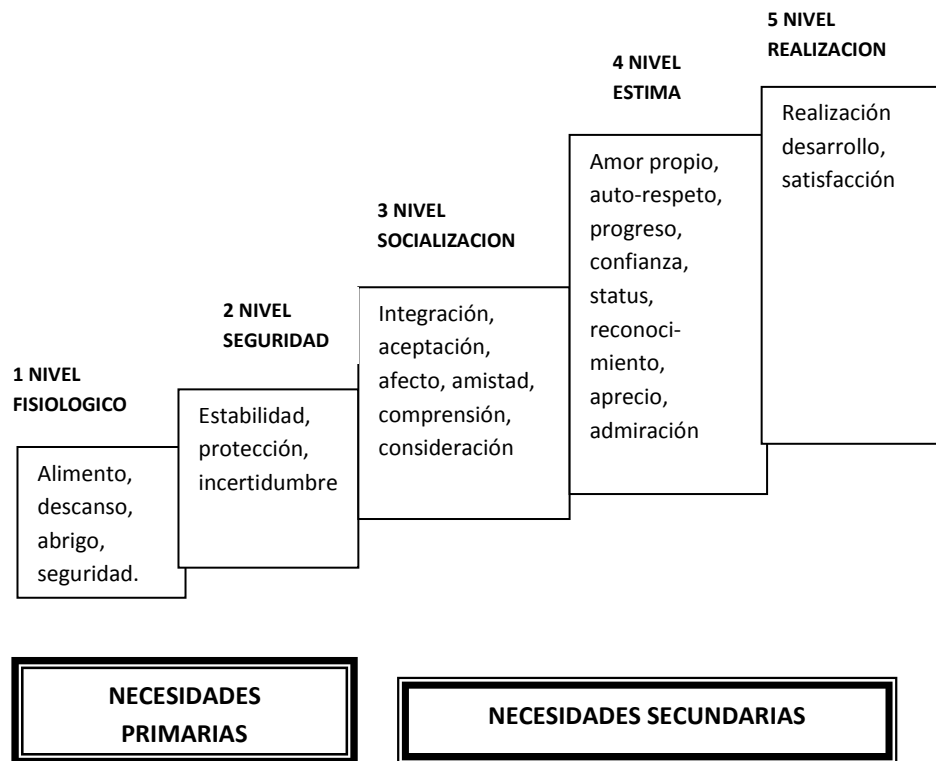 1 NIVEL
FISIOLOGICO
Alimento,
descanso,
abrigo,
seguridad.
2 NIVEL
SEGURIDAD
Estabilidad,
protección,
incertidumbre
3 NIVEL
SOCIALIZACION
Integración,
aceptación,
afecto, amistad,
comprensión,
consideración
4 NIVEL
ESTIMA
Amor propio,
auto-respeto,
progreso,
confianza,
status,
reconoci-
miento,
aprecio,
admiración
5 NIVEL
REALIZACION
Realización
desarrollo,
satisfacción
NECESIDADES
PRIMARIAS
NECESIDADES SECUNDARIAS